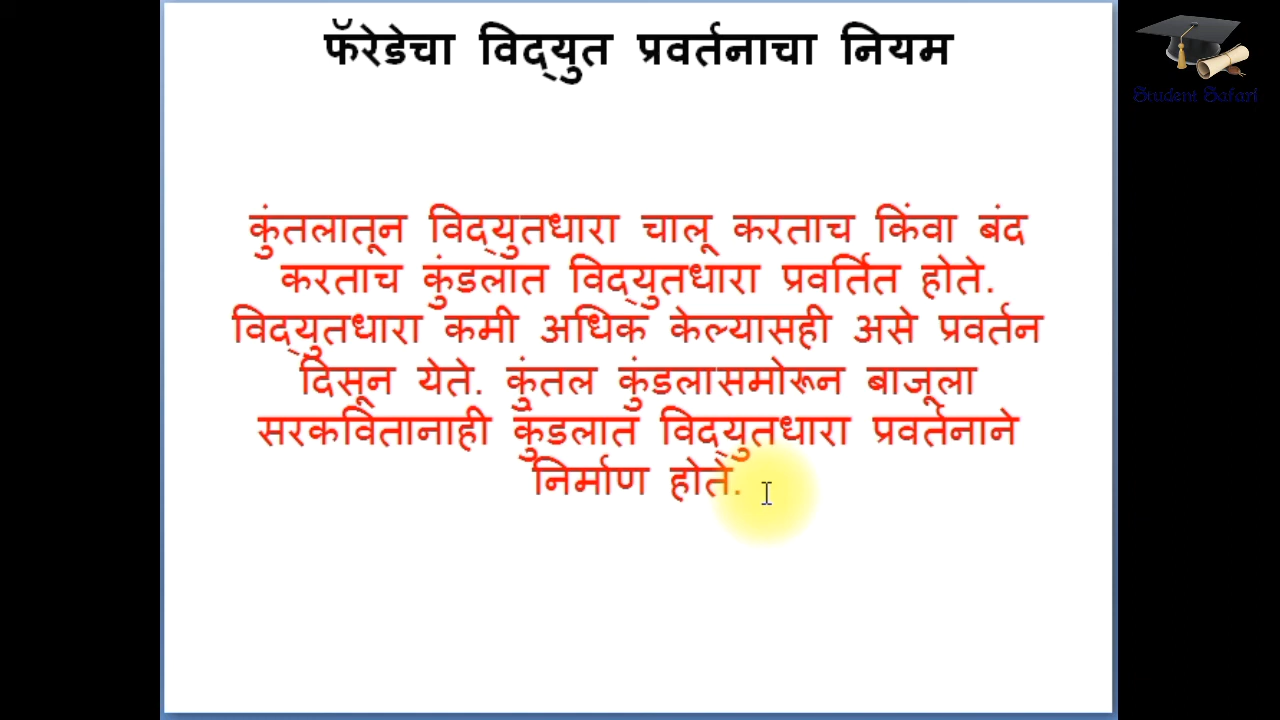 फॅरेडेचा विद्युत प्रवर्तनाचा नियम
Student Safari
कुंतलातून विद्युतधारा चालू करताच किंवा बंद
करताच कुंडलात विद्युतधारा प्रवर्तित होते.
विद्युतधारा कमी अधिक केल्यासही असे प्रवर्तन
दिसून येते. कुंतल कुंडलासमोरून बाजूला
सरकवितानाही कुंडलात विद्युतधारा प्रवर्तनाने
निर्माण होते.